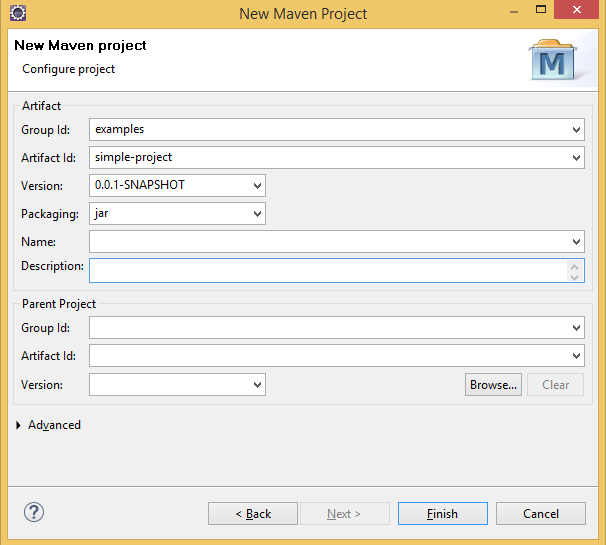 New Maven Project
New Maven project
Configure project
M
Artifact
Group Id: examples
Artifact Id: simple-project
Version: 0.0.1-SNAPSHOT
Packaging: jar
Name:
Description:
Parent Project
Group Id:
Artifact Id:
Version: Browse... Clear
Advanced
? < Back Next > Finish Cancel